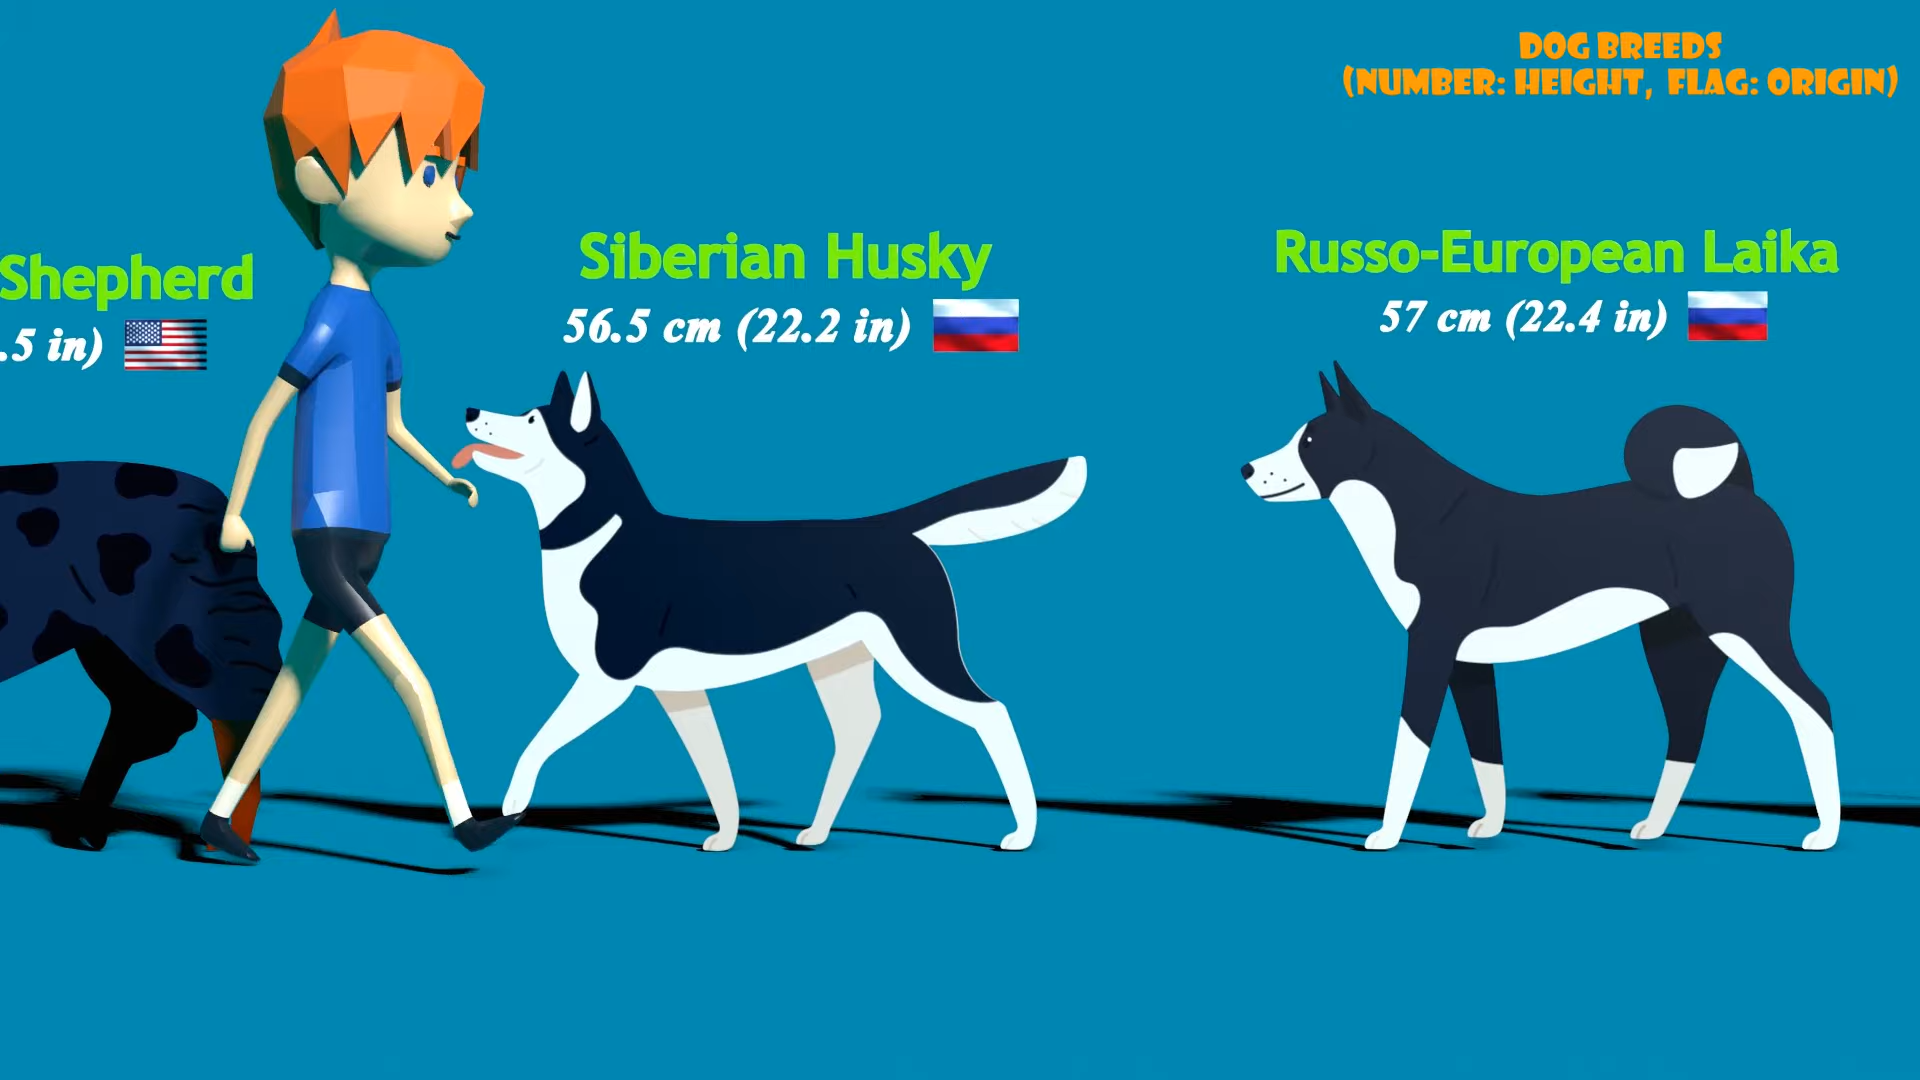 DOG BREEDS
(NUMBER: HEIGHT, FLAG: ORIGIN)
Shepherd
.5 in)
Siberian Husky
56.5 cm (22.2 in)
Russo-European Laika
57 cm (22.4 in)